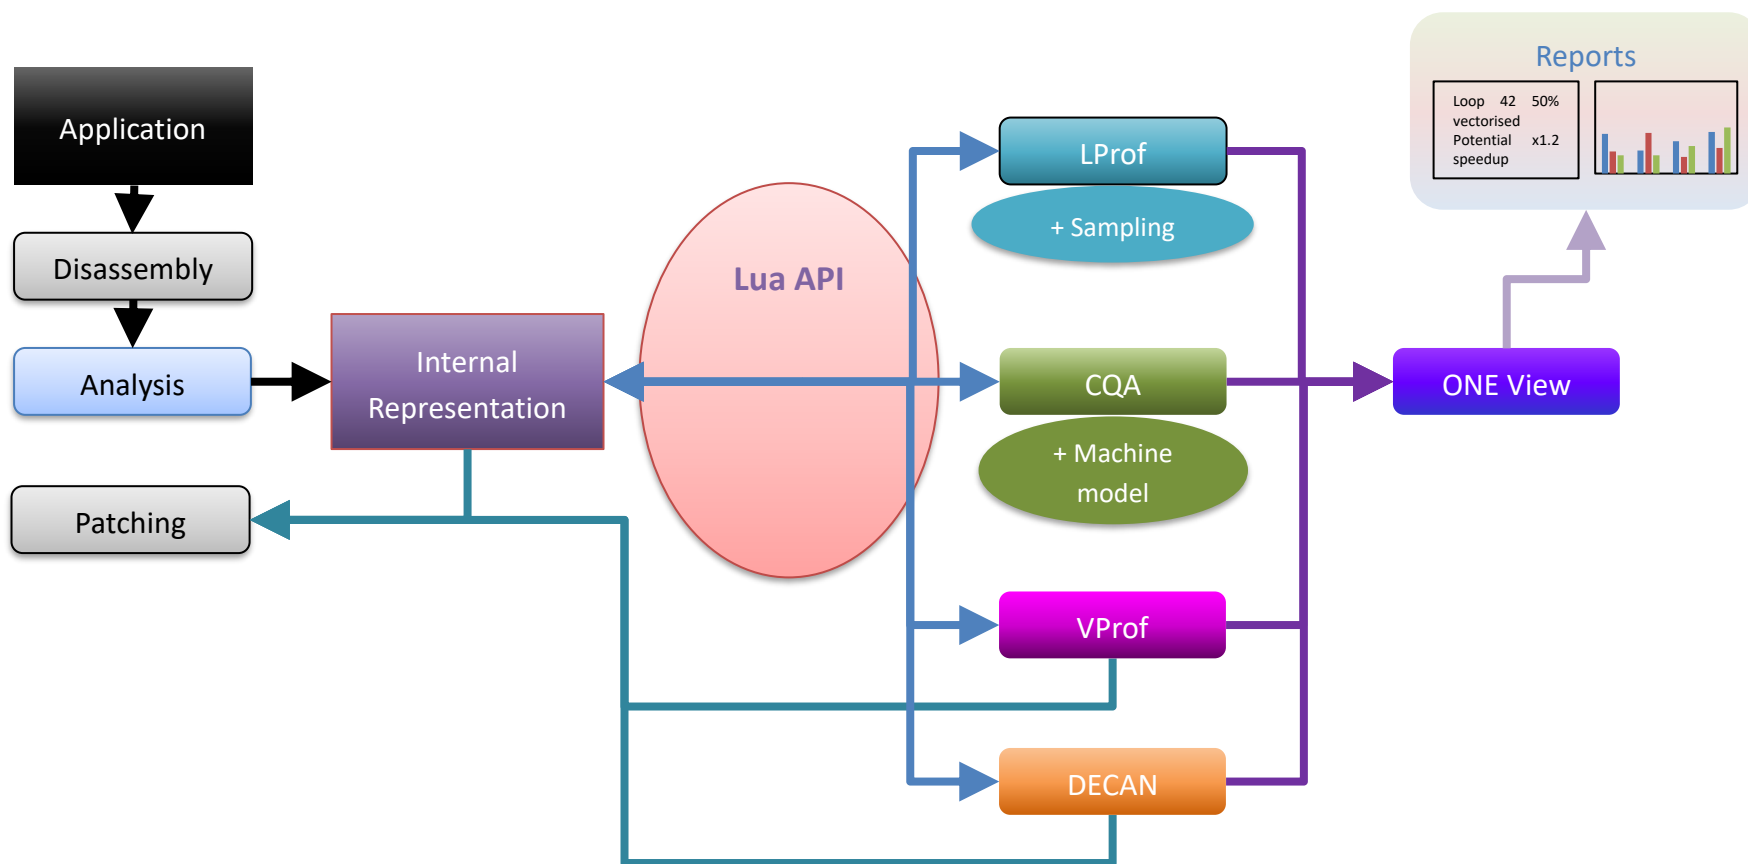 Application
Disassembly
Analysis
Patching
Internal
Representation
Lua API
LProf
+ Sampling
CQA
+ Machine
model
VProf
DECAN
ONE View
Reports
Loop 42 50%
vectorised
Potential x1.2
speedup